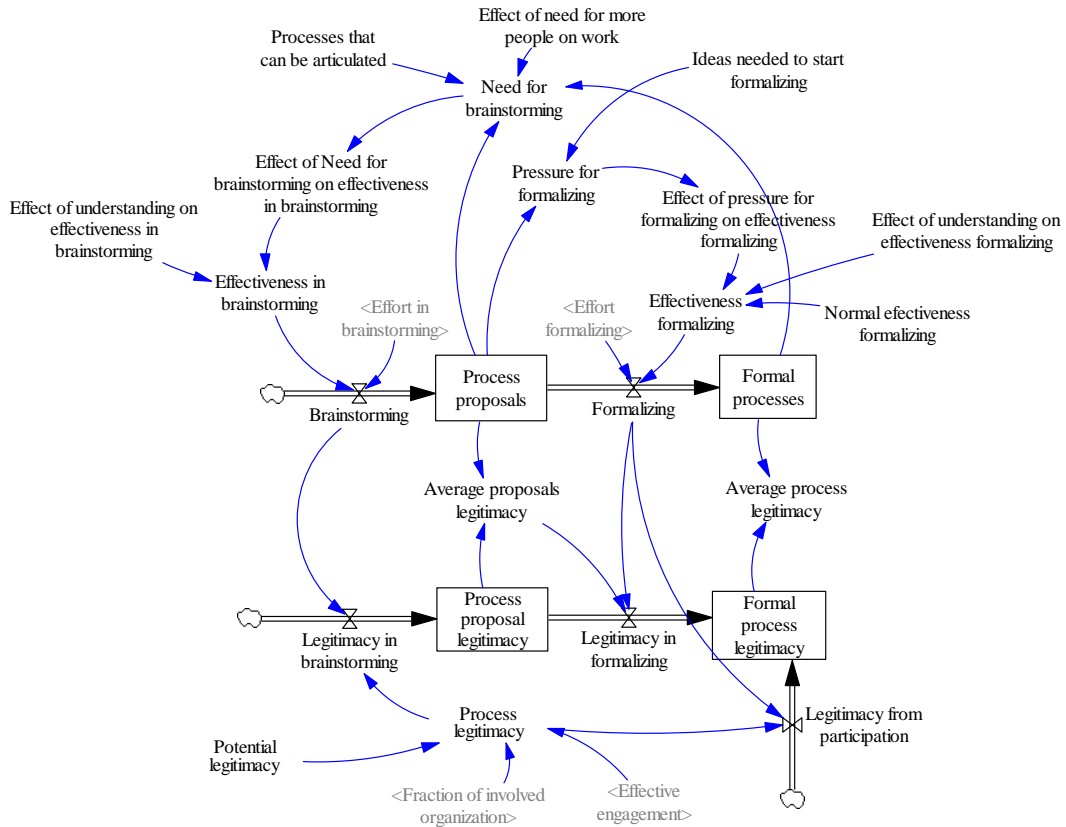 Effect of need for more
people on work
Processes that
can be articulated
Ideas needed to start
formalizing
Need for
brainstorming
Effect of Need for
brainstorming on effectiveness
in brainstorming
Pressure for
formalizing
Effect of pressure for
formalizing on effectiveness
formalizing
Effect of understanding on
effectiveness in
brainstorming
Effect of understanding on
effectiveness formalizing
Effectiveness in
brainstorming
<Effort in
brainstorming>
<Effort
formalizing>
Effectiveness
formalizing
Normal efectiveness
formalizing
Process
proposals
Formal
processes
Brainstorming
Formalizing
Average proposals
legitimacy
Average process
legitimacy
Process
proposal
legitimacy
Formal
process
legitimacy
Legitimacy in
brainstorming
Legitimacy in
formalizing
Process
legitimacy
Legitimacy from
participation
Potential
legitimacy
<Fraction of involved
organization>
<Effective
engagement>